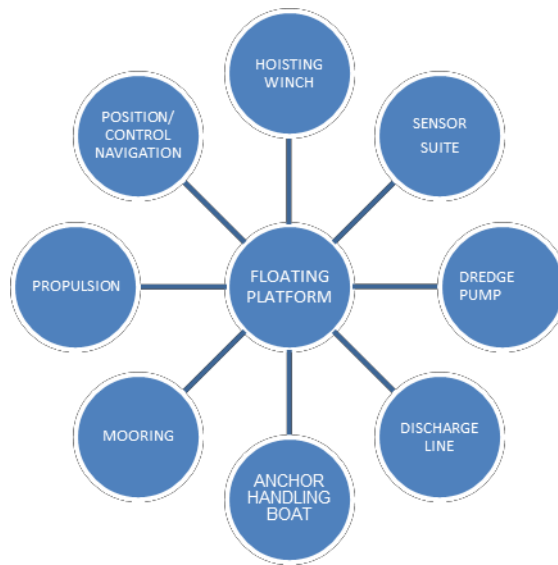 HOISTING
WINCH
POSITION/
CONTROL
NAVIGATION
SENSOR
SUITE
PROPULSION
FLOATING
PLATFORM
DREDGE
PUMP
MOORING
DISCHARGE
LINE
ANCHOR
HANDLING
BOAT